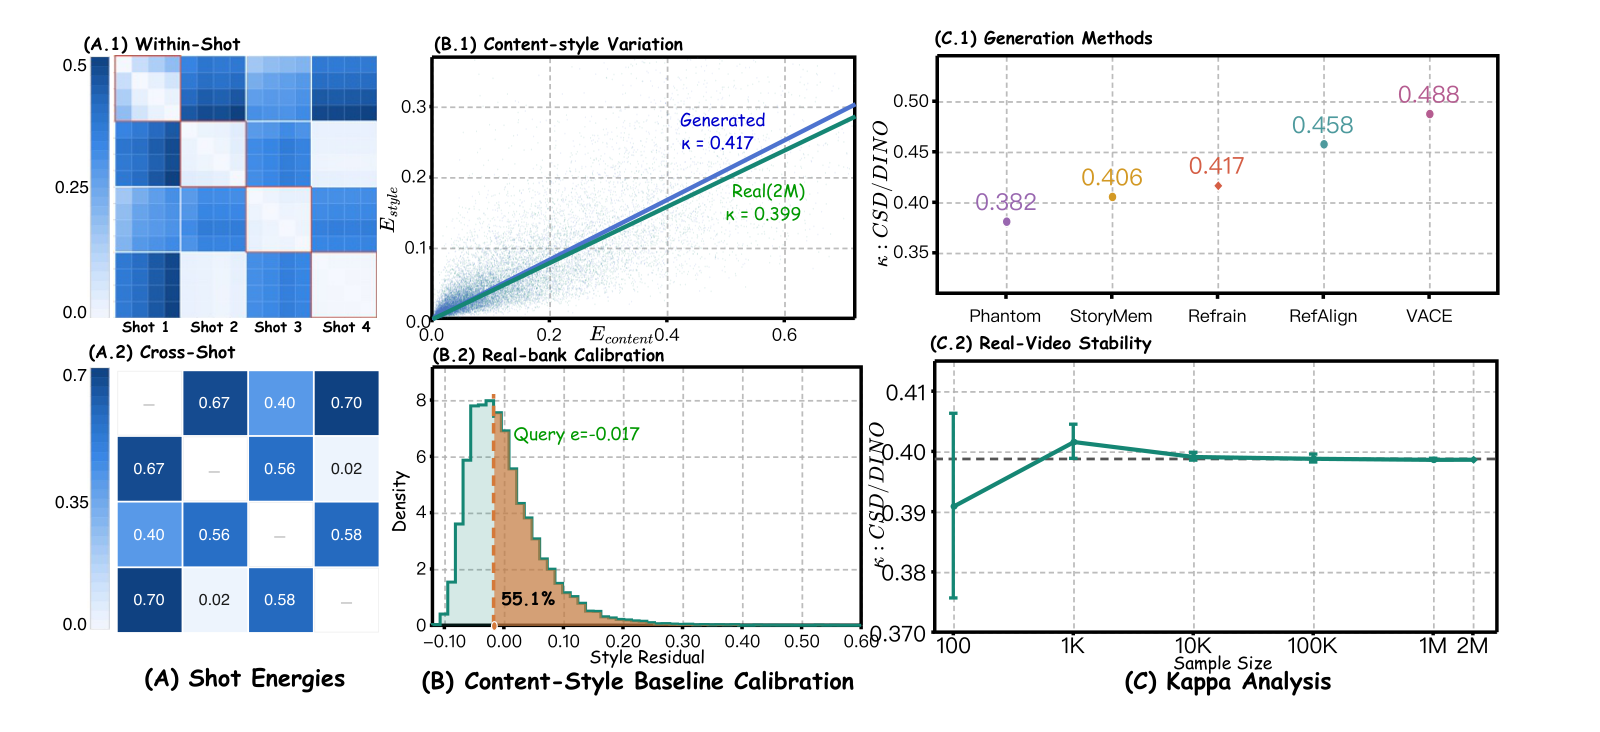 (A.1) Within-Shot
0.5
0.25
0.0
Shot 1 Shot 2 Shot 3 Shot 4
(A.2) Cross-Shot
0.7
0.35
0.0
— 0.67 0.40 0.70
0.67 — 0.56 0.02
0.40 0.56 — 0.58
0.70 0.02 0.58 —
(A) Shot Energies
(B.1) Content-style Variation
E_style
0.3
0.2
0.1
0.0
Generated
κ = 0.417
Real(2M)
κ = 0.399
0.0 0.2 0.4 0.6
E_content
(B.2) Real-bank Calibration
Density
8
6
4
2
0
Query e=-0.017
55.1%
−0.10 0.00 0.10 0.20 0.30 0.40 0.50 0.60
Style Residual
(B) Content-Style Baseline Calibration
(C.1) Generation Methods
κ : CSD/DINO
0.50
0.45
0.40
0.35
0.382
0.406
0.417
0.458
0.488
Phantom StoryMem Refrain RefAlign VACE
(C.2) Real-Video Stability
κ : CSD/DINO
0.41
0.40
0.39
0.38
0.370
100 1K 10K 100K 1M 2M
Sample Size
(C) Kappa Analysis